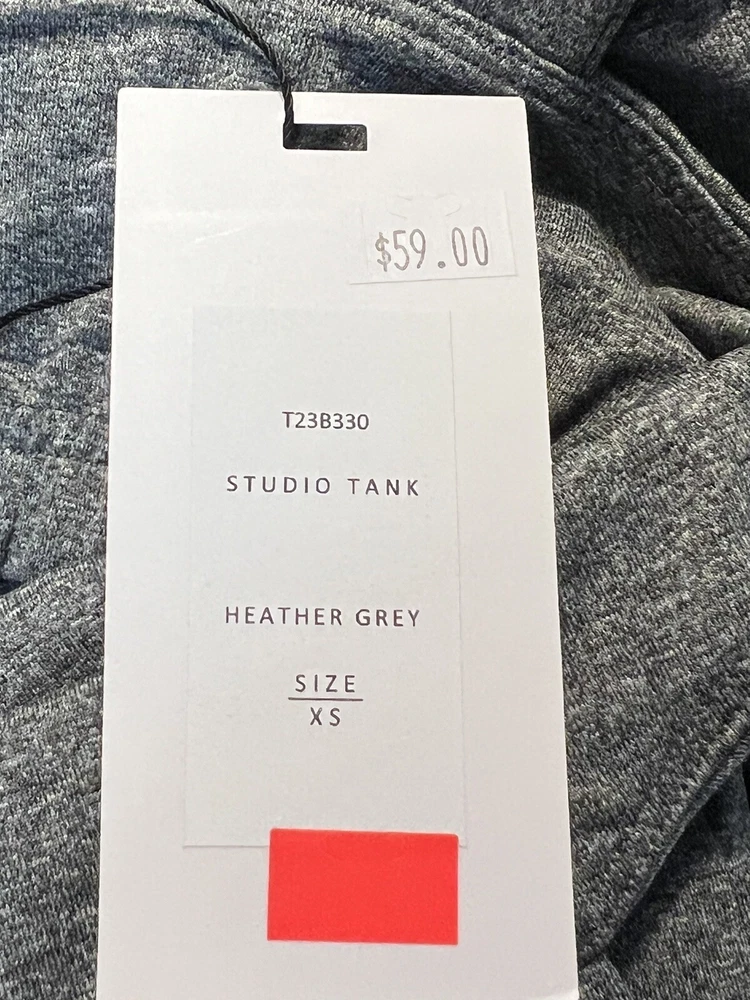 $59.00
T23B330
STUDIO TANK
HEATHER GREY
SIZE
XS